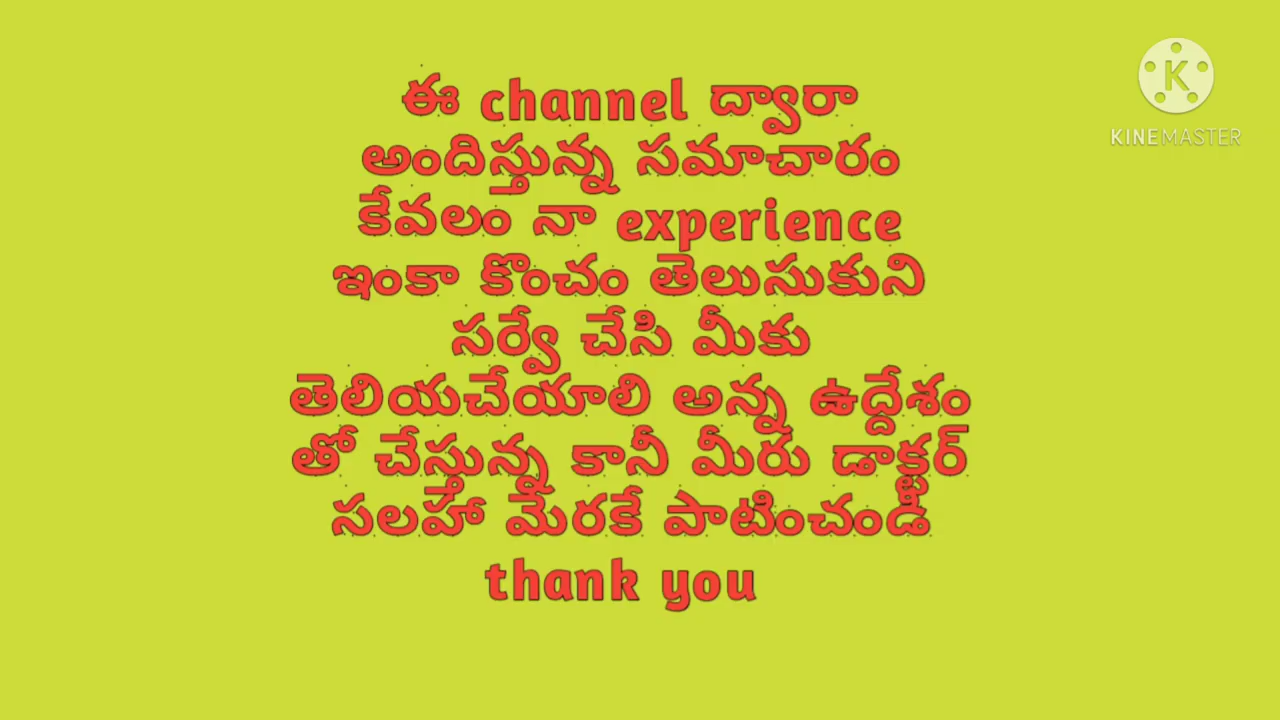 ఈ channel ద్వారా
అందిస్తున్న సమాచారం
కేవలం నా experience
ఇంకా కొంచం తెలుసుకుని
సర్వే చేసి మీకు
తెలియచేయాలి అన్న ఉద్దేశం
తో చేస్తున్న కానీ మీరు డాక్టర్
సలహా మెరకే పాటించండి
thank you
KINEMASTER